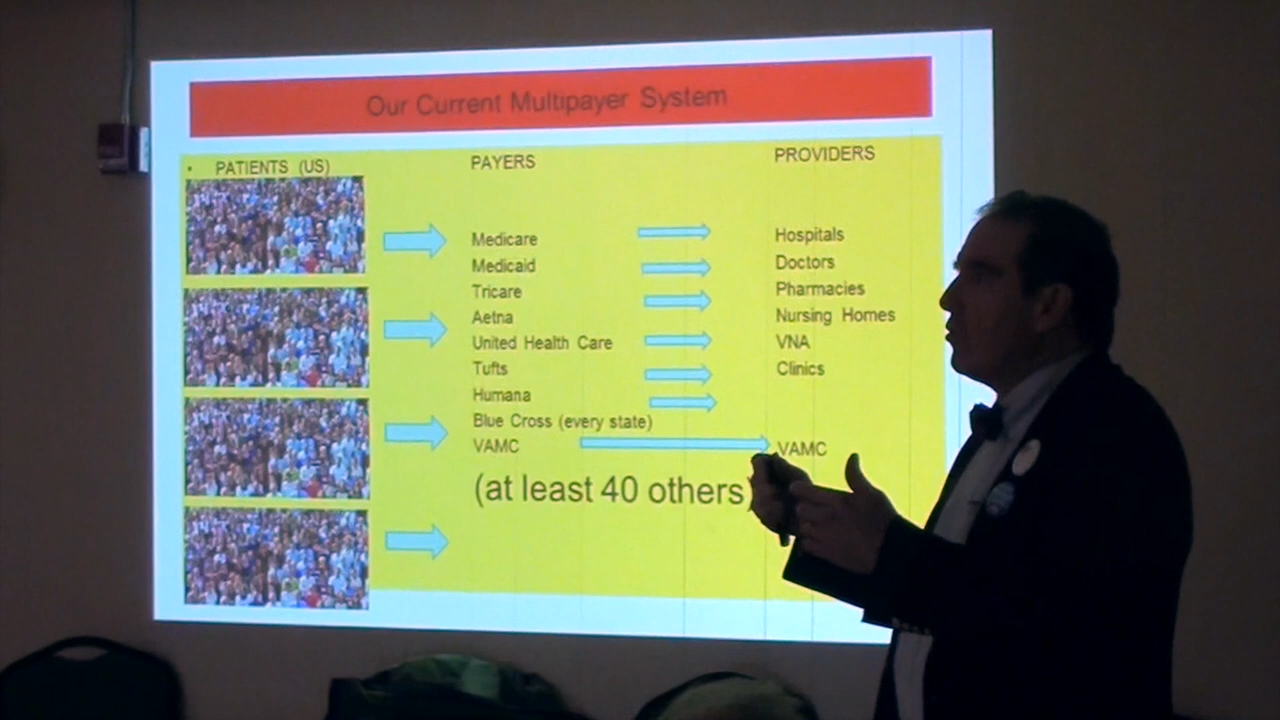 Our Current Multipayer System
• PATIENTS (US)
PAYERS
Medicare
Medicaid
Tricare
Aetna
United Health Care
Tufts
Humana
Blue Cross (every state)
VAMC
(at least 40 others)
PROVIDERS
Hospitals
Doctors
Pharmacies
Nursing Homes
VNA
Clinics
VAMC